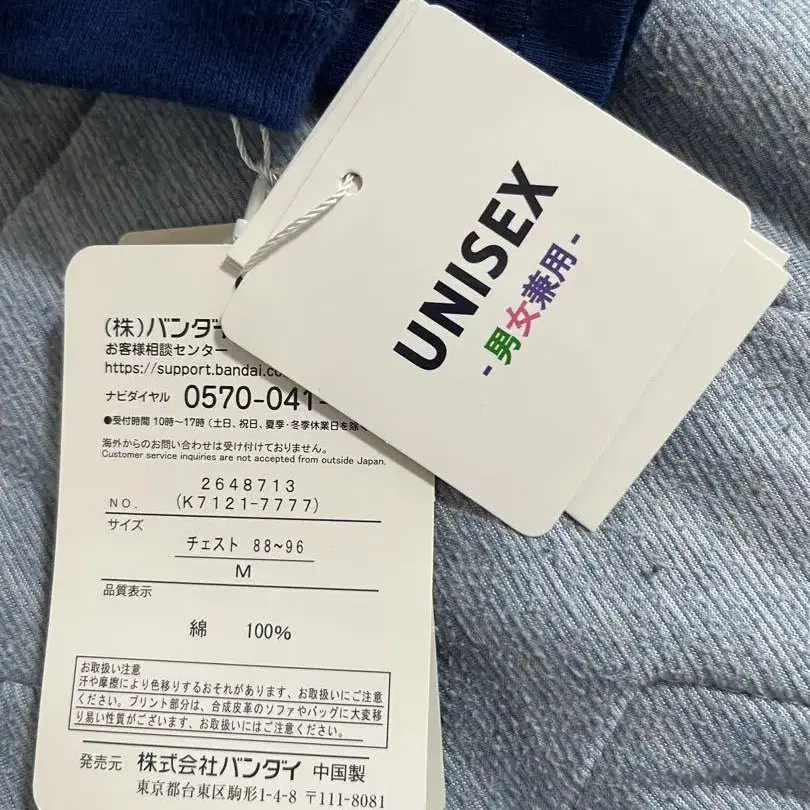 UNISEX
- 男女兼用 -
(株)バンダイ
お客様相談センター
https://support.bandai.co
ナビダイヤル 0570-041-
●受付時間 10時〜17時(土日、祝日、夏季・冬季休業日を除く
海外からのお問い合わせは受け付けておりません。
Customer service inquiries are not accepted from outside Japan.
2648713
NO. (K7121-7777)
サイズ
チェスト 88~96
M
品質表示
綿 100%
お取扱い注意
汗や摩擦により色移りするおそれがあります、お取扱いにご注意
ください。プリント部分は、合成皮革のソファやバッグに大変移
り易い性質がございます、お取扱いにはご注意ください。
発売元 株式会社バンダイ 中国製
東京都台東区駒形1-4-8 〒111-8081